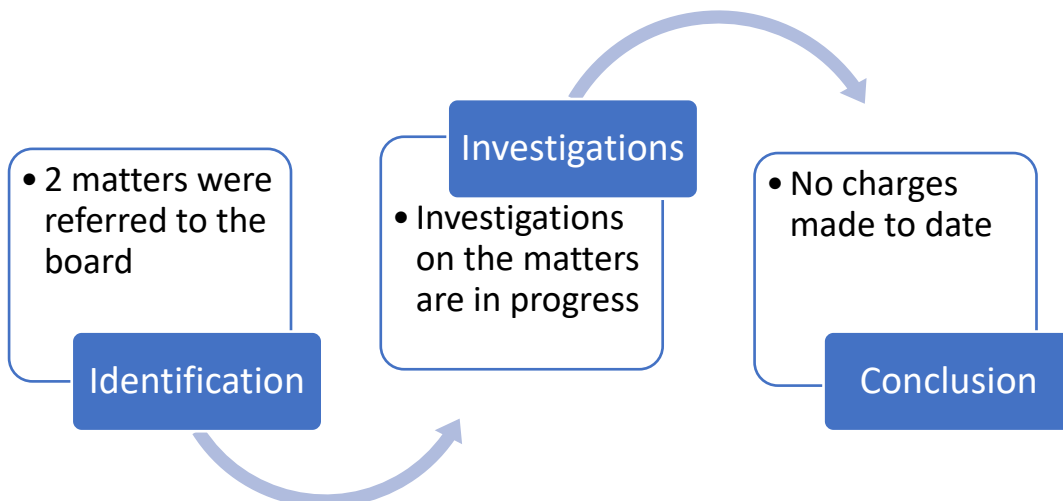 • 2 matters were
referred to the
board
Identification
Investigations
• Investigations
on the matters
are in progress
• No charges
made to date
Conclusion